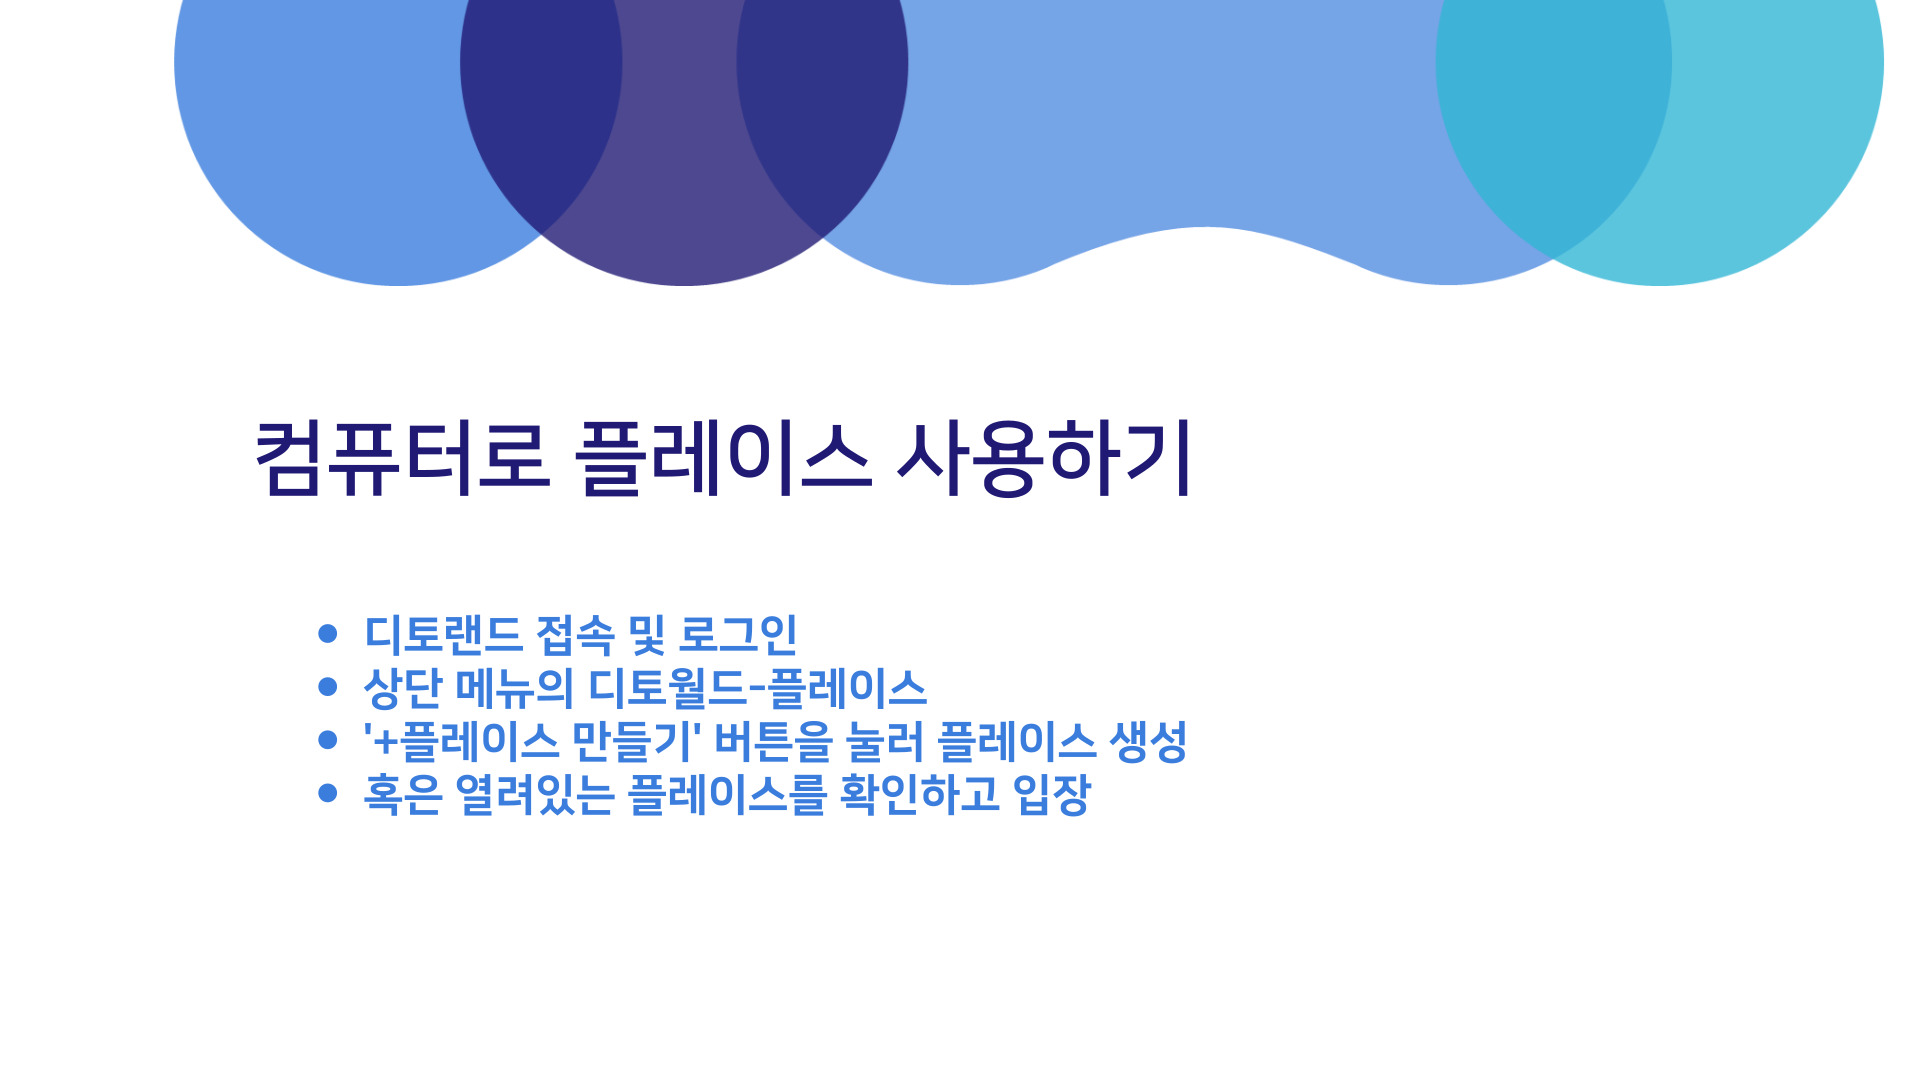 컴퓨터로 플레이스 사용하기
● 디토랜드 접속 및 로그인
● 상단 메뉴의 디토월드-플레이스
● '+플레이스 만들기' 버튼을 눌러 플레이스 생성
● 혹은 열려있는 플레이스를 확인하고 입장